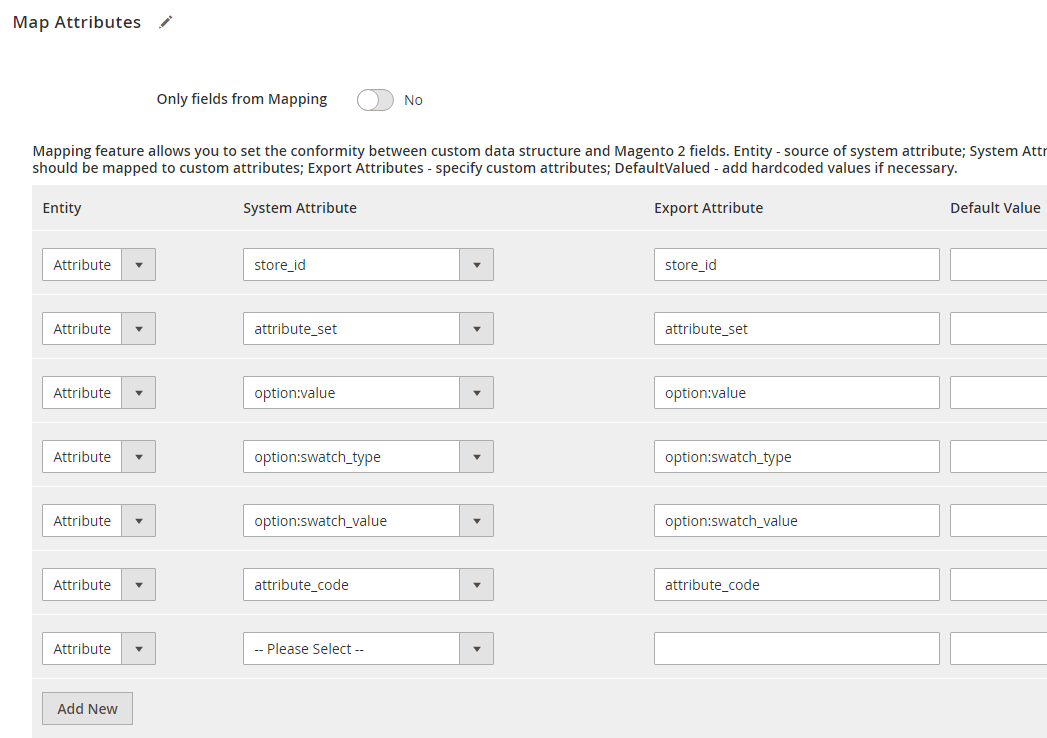 Map Attributes
Only fields from Mapping No
Mapping feature allows you to set the conformity between custom data structure and Magento 2 fields. Entity - source of system attribute; System Attr
should be mapped to custom attributes; Export Attributes - specify custom attributes; DefaultValued - add hardcoded values if necessary.
Entity System Attribute Export Attribute Default Value
Attribute store_id store_id
Attribute attribute_set attribute_set
Attribute option:value option:value
Attribute option:swatch_type option:swatch_type
Attribute option:swatch_value option:swatch_value
Attribute attribute_code attribute_code
Attribute -- Please Select --
Add New